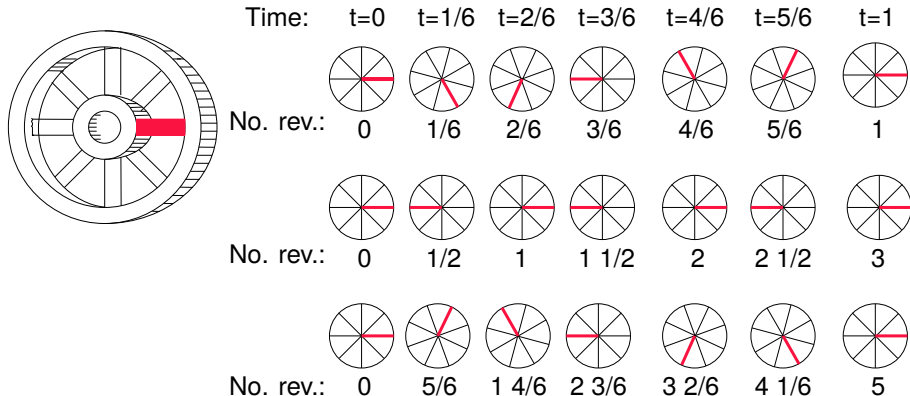 Time: t=0 t=1/6 t=2/6 t=3/6 t=4/6 t=5/6 t=1
No. rev.: 0 1/6 2/6 3/6 4/6 5/6 1
No. rev.: 0 1/2 1 1 1/2 2 2 1/2 3
No. rev.: 0 5/6 1 4/6 2 3/6 3 2/6 4 1/6 5